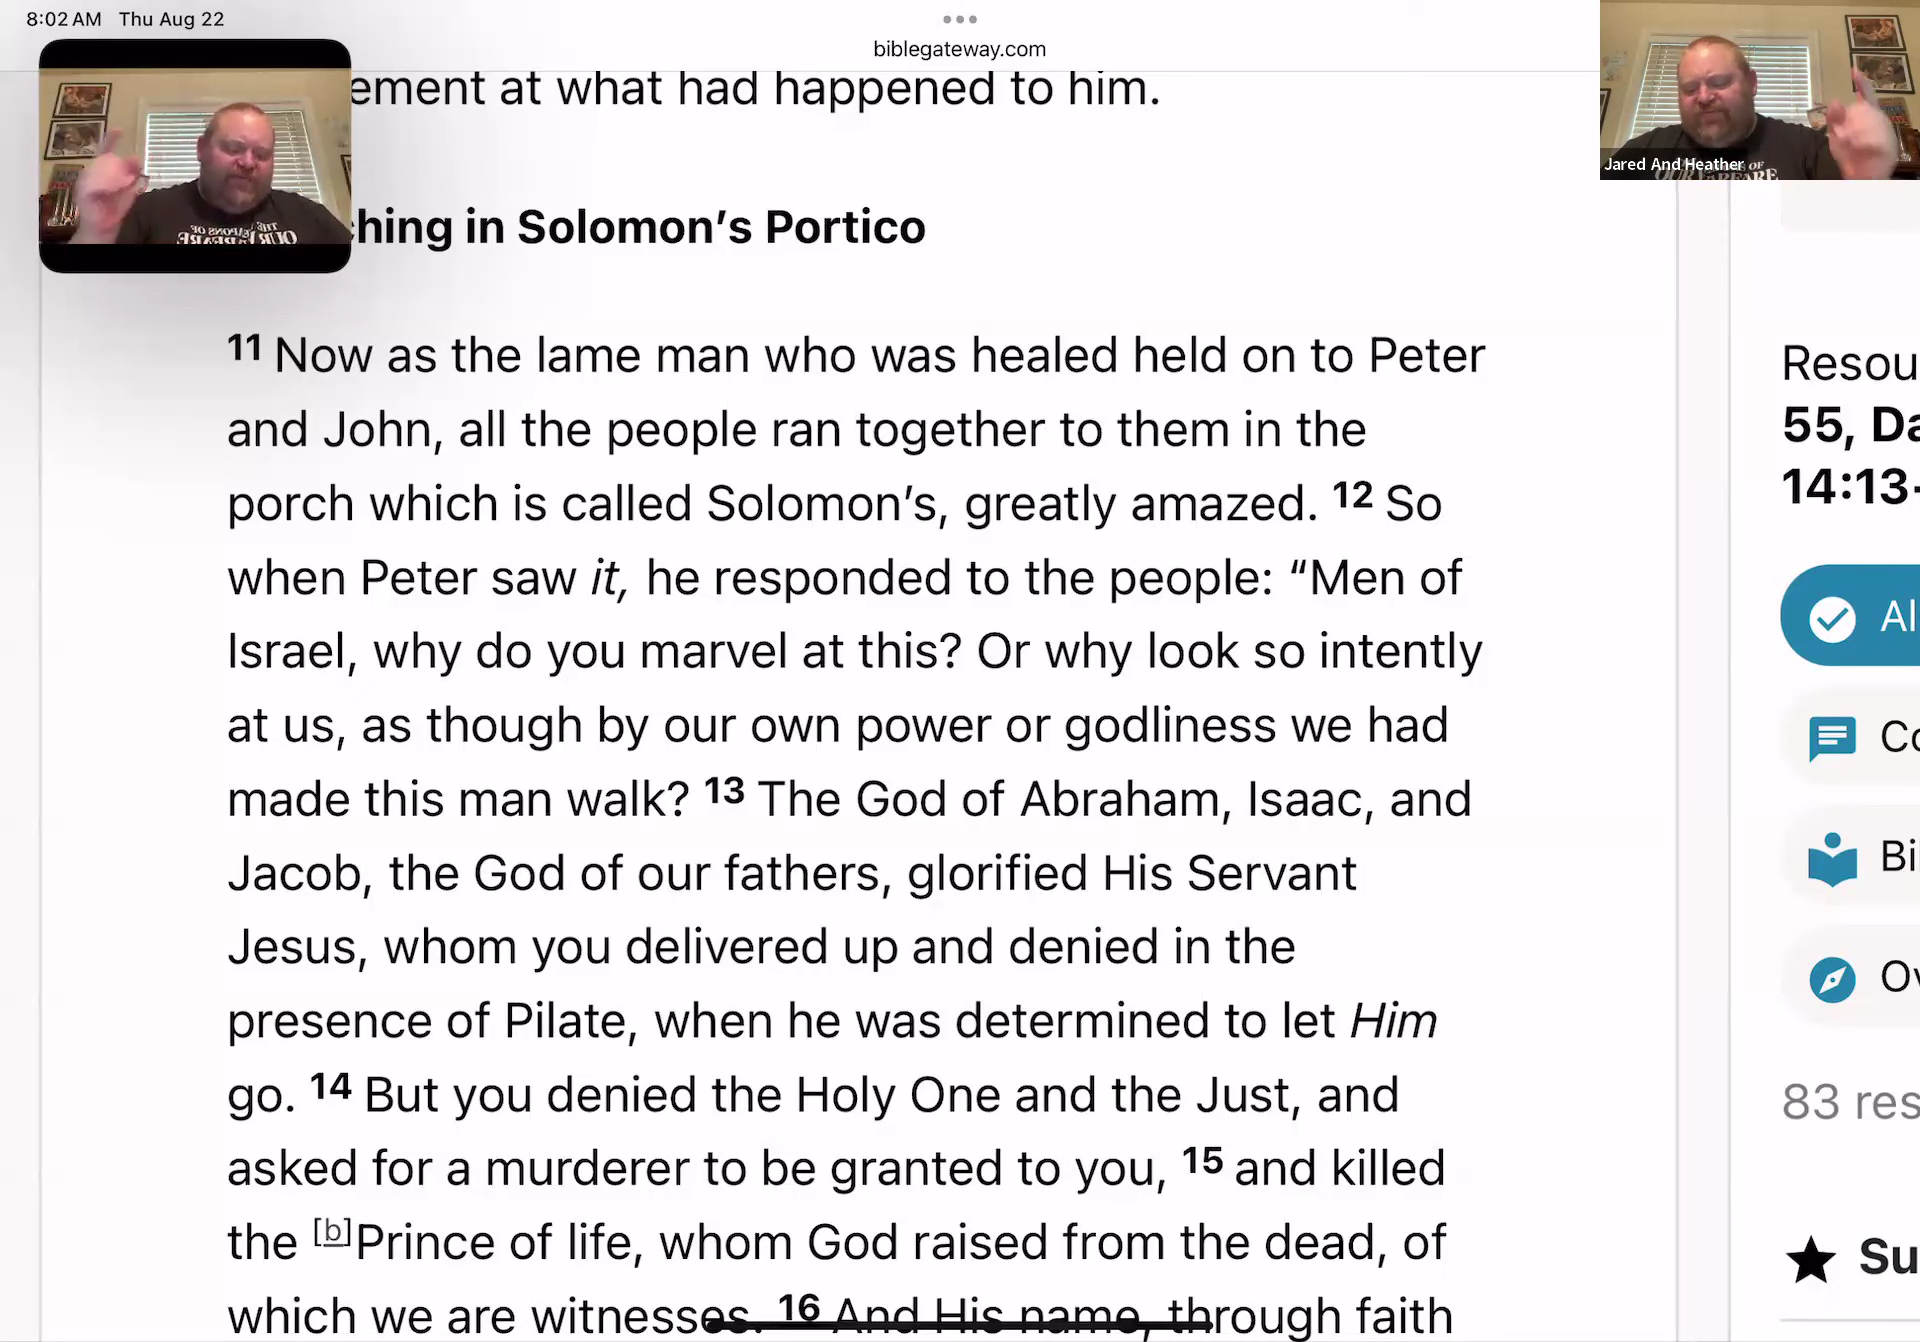 8:02 AM Thu Aug 22
biblegateway.com
ement at what had happened to him.
Jared And Heather
ching in Solomon's Portico
11 Now as the lame man who was healed held on to Peter
and John, all the people ran together to them in the
porch which is called Solomon's, greatly amazed. 12 So
when Peter saw it, he responded to the people: “Men of
Israel, why do you marvel at this? Or why look so intently
at us, as though by our own power or godliness we had
made this man walk? 13 The God of Abraham, Isaac, and
Jacob, the God of our fathers, glorified His Servant
Jesus, whom you delivered up and denied in the
presence of Pilate, when he was determined to let Him
go. 14 But you denied the Holy One and the Just, and
asked for a murderer to be granted to you, 15 and killed
the [b]Prince of life, whom God raised from the dead, of
which we are witnesses. 16 And His name, through faith
Resou
55, Da
14:13-
Al
Co
Bi
Ov
83 res
Su